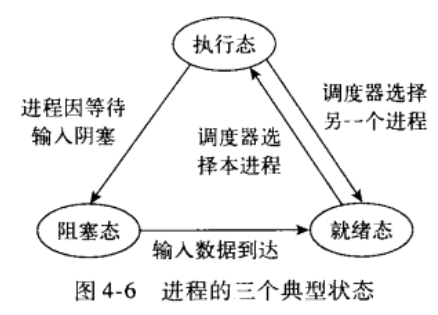 执行态
进程因等待
输入阴塞
调度器选
择本进程
调度器选择
另一个进程
阻塞态
输入数据到达
就绪态
图 4-6 进程的三个典型状态